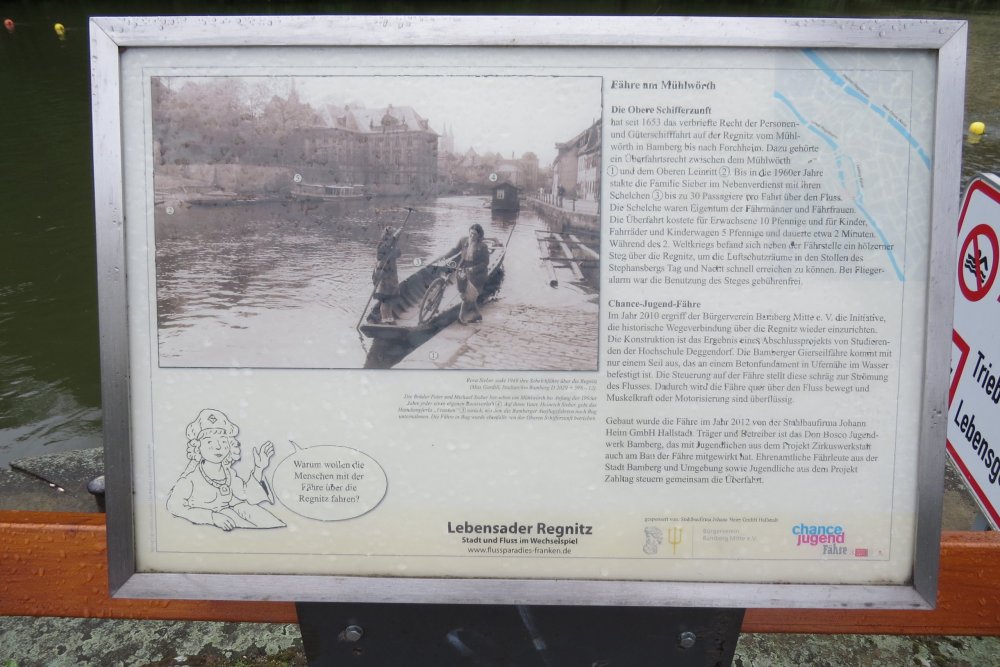 Fähre am Mühlwörth
Die Obere Schifferzunft
hat seit 1653 das verbriefte Recht der Personen-
und Güterschifffahrt auf der Regnitz vom Mühl-
wörth in Bamberg bis nach Forchheim. Dazu gehörte
ein Überfahrtsrecht zwischen dem Mühlwörth
① und dem Oberen Leinritt ②. Bis in die 1960er Jahre
stakte die Familie Sieber im Nebenverdienst mit ihren
Schelchen ③ bis zu 30 Passagiere pro Fahrt über den Fluss.
Die Schelche waren Eigentum der Fährmänner und Fährfrauen.
Die Überfahrt kostete für Erwachsene 10 Pfennige und für Kinder,
Fahrräder und Kinderwagen 5 Pfennige und dauerte etwa 2 Minuten.
Während des 2. Weltkriegs befand sich neben der Fährstelle ein hölzerner
Steg über die Regnitz, um die Luftschutzräume in den Stollen des
Stephansbergs Tag und Nacht schnell erreichen zu können. Bei Flieger-
alarm war die Benutzung des Steges gebührenfrei.
Chance-Jugend-Fähre
Im Jahr 2010 ergriff der Bürgerverein Bamberg Mitte e. V. die Initiative,
die historische Wegeverbindung über die Regnitz wieder einzurichten.
Die Konstruktion ist das Ergebnis eines Abschlussprojekts von Studieren-
den der Hochschule Deggendorf. Die Bamberger Gierseilfähre kommt mit
nur einem Seil aus, das an einem Betonfundament in Ufernähe im Wasser
befestigt ist. Die Steuerung auf der Fähre stellt diese schräg zur Strömung
des Flusses. Dadurch wird die Fähre quer über den Fluss bewegt und
Muskelkraft oder Motorisierung sind überflüssig.
Gebaut wurde die Fähre im Jahr 2012 von der Stahlbaufirma Johann
Heim GmbH Hallstadt. Träger und Betreiber ist das Don Bosco Jugend-
werk Bamberg, das mit Jugendlichen aus dem Projekt Zirkuswerkstatt
auch am Bau der Fähre mitgewirkt hat. Ehrenamtliche Fährleute aus der
Stadt Bamberg und Umgebung sowie Jugendliche aus dem Projekt
Zahltag steuern gemeinsam die Überfahrt.
Warum wollen die
Menschen mit der
Fähre über die
Regnitz fahren?
Lebensader Regnitz
Stadt und Fluss im Wechselspiel
www.flussparadies-franken.de
gesponsert von: Stahlbaufirma Johann Heim GmbH Hallstadt
Bürgerverein
Bamberg Mitte e.V.
chance
jugend
Fähre
Trieb
Lebensge